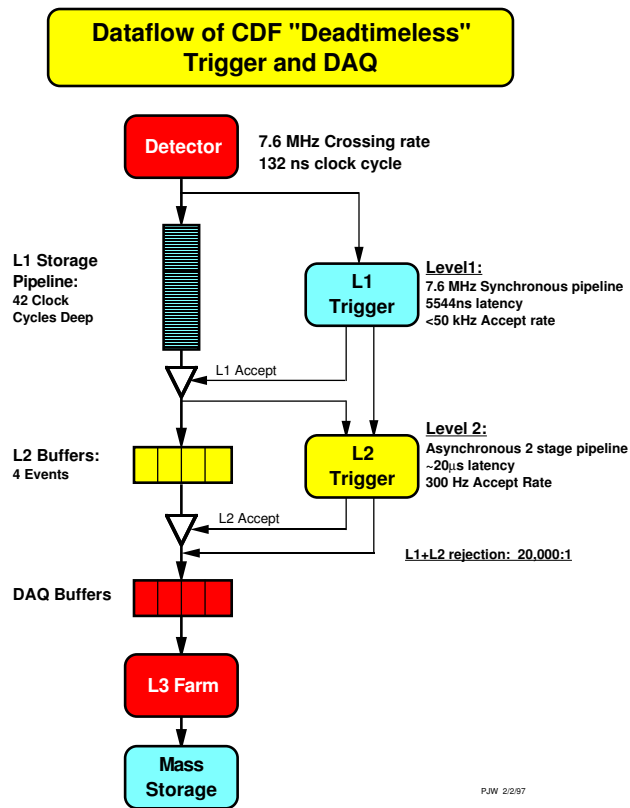 Dataflow of CDF "Deadtimeless"
Trigger and DAQ
Detector
7.6 MHz Crossing rate
132 ns clock cycle
L1 Storage
Pipeline:
42 Clock
Cycles Deep
L1
Trigger
Level1:
7.6 MHz Synchronous pipeline
5544ns latency
<50 kHz Accept rate
L1 Accept
L2 Buffers:
4 Events
L2
Trigger
Level 2:
Asynchronous 2 stage pipeline
~20μs latency
300 Hz Accept Rate
L2 Accept
L1+L2 rejection: 20,000:1
DAQ Buffers
L3 Farm
Mass
Storage
PJW 2/2/97